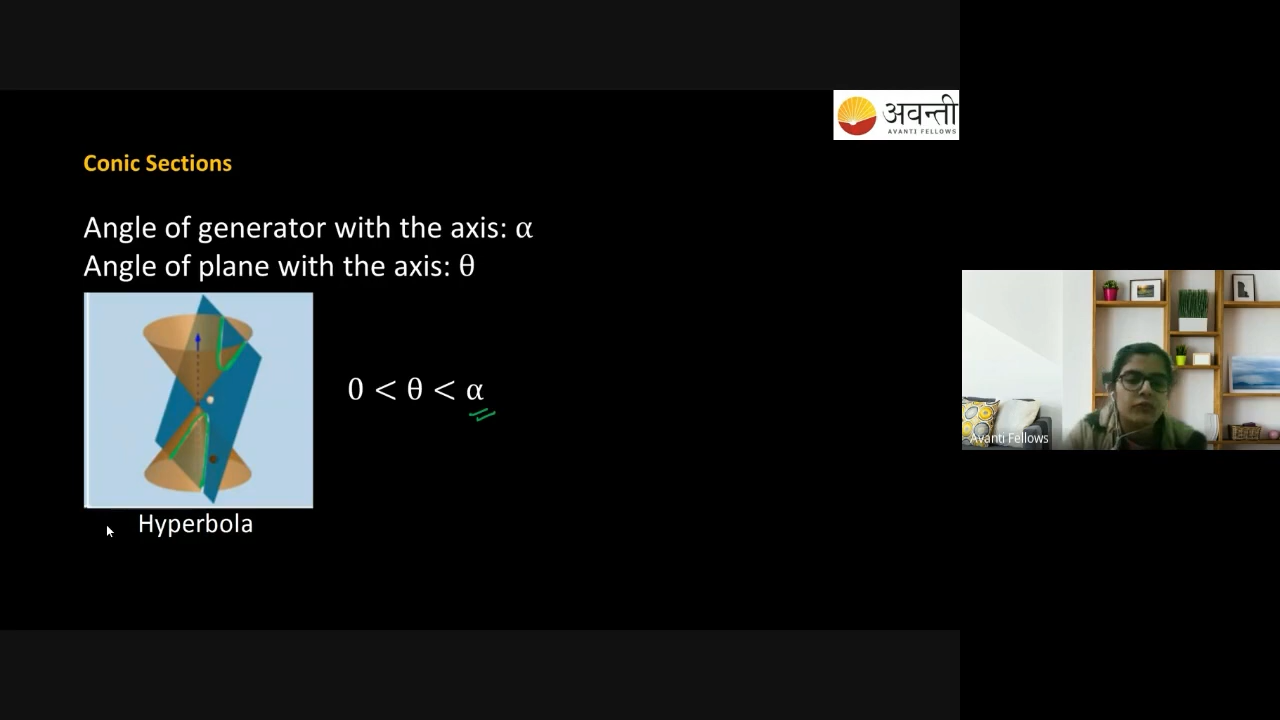 अवन्ती
AVANTI FELLOWS
Conic Sections
Angle of generator with the axis: α
Angle of plane with the axis: θ
0 < θ < α
Hyperbola
Avanti Fellows